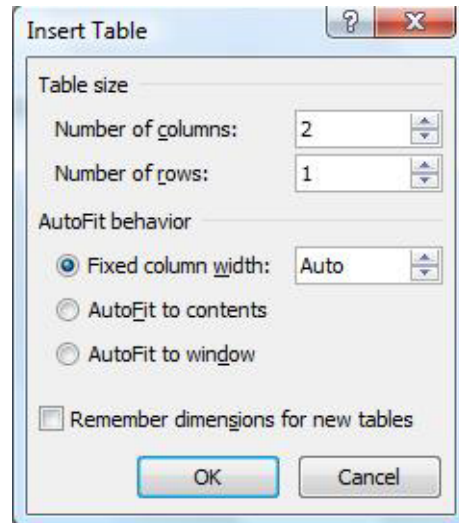 Insert Table ? X
Table size
Number of columns: 2
Number of rows: 1
AutoFit behavior
Fixed column width: Auto
AutoFit to contents
AutoFit to window
Remember dimensions for new tables
OK Cancel